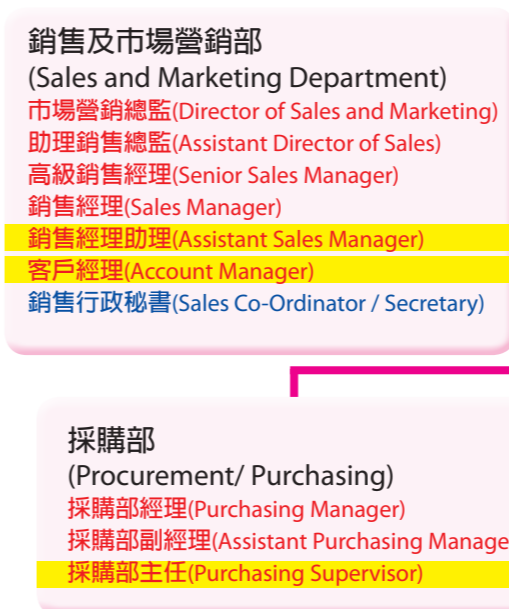 銷售及市場營銷部
(Sales and Marketing Department)
市場營銷總監(Director of Sales and Marketing)
助理銷售總監(Assistant Director of Sales)
高級銷售經理(Senior Sales Manager)
銷售經理(Sales Manager)
銷售經理助理(Assistant Sales Manager)
客戶經理(Account Manager)
銷售行政秘書(Sales Co-Ordinator / Secretary)
採購部
(Procurement/ Purchasing)
採購部經理(Purchasing Manager)
採購部副經理(Assistant Purchasing Manage
採購部主任(Purchasing Supervisor)